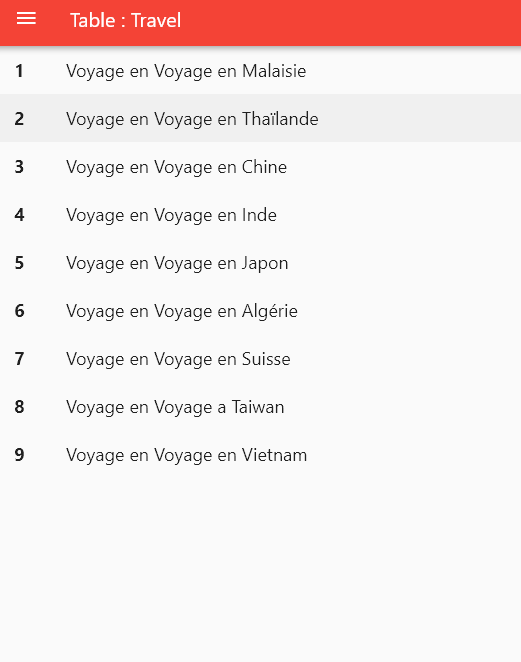 Table : Travel
1 Voyage en Voyage en Malaisie
2 Voyage en Voyage en Thaïlande
3 Voyage en Voyage en Chine
4 Voyage en Voyage en Inde
5 Voyage en Voyage en Japon
6 Voyage en Voyage en Algérie
7 Voyage en Voyage en Suisse
8 Voyage en Voyage a Taiwan
9 Voyage en Voyage en Vietnam